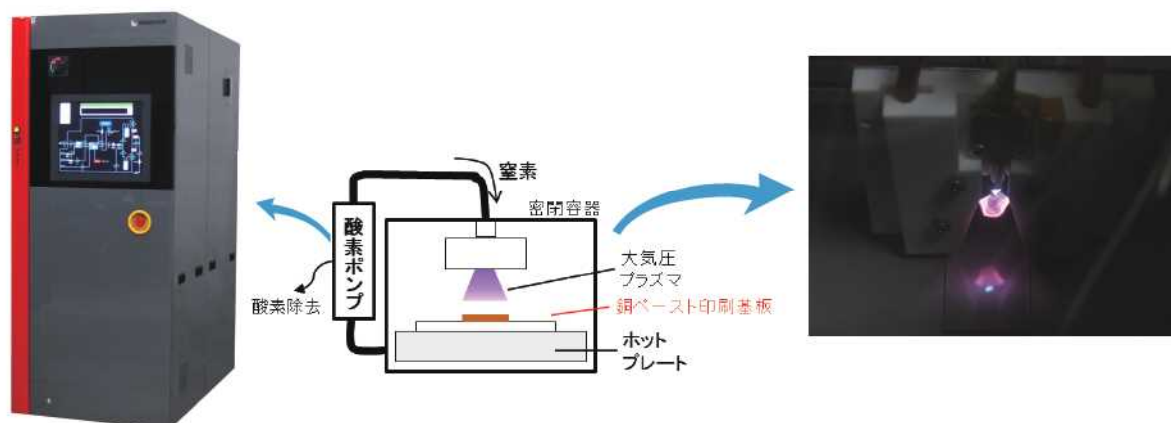 窒素
密閉容器
酸素ポンプ
大気圧
プラズマ
酸素除去
銅ペースト印刷基板
ホット
プレート